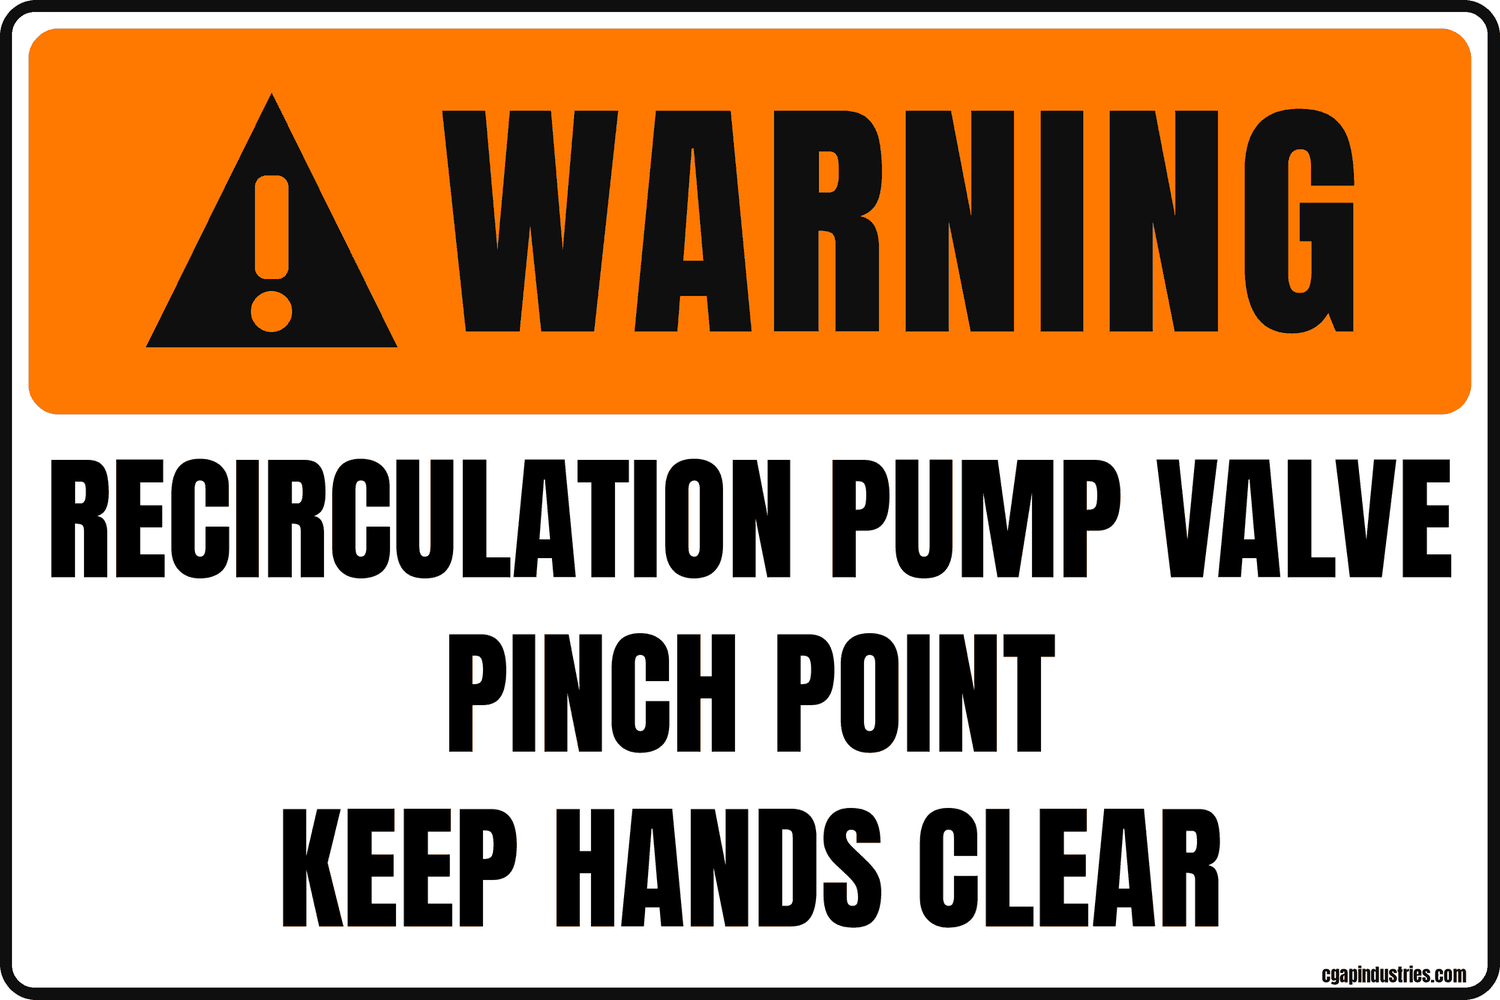 WARNING
RECIRCULATION PUMP VALVE
PINCH POINT
KEEP HANDS CLEAR
cgapindustries.com